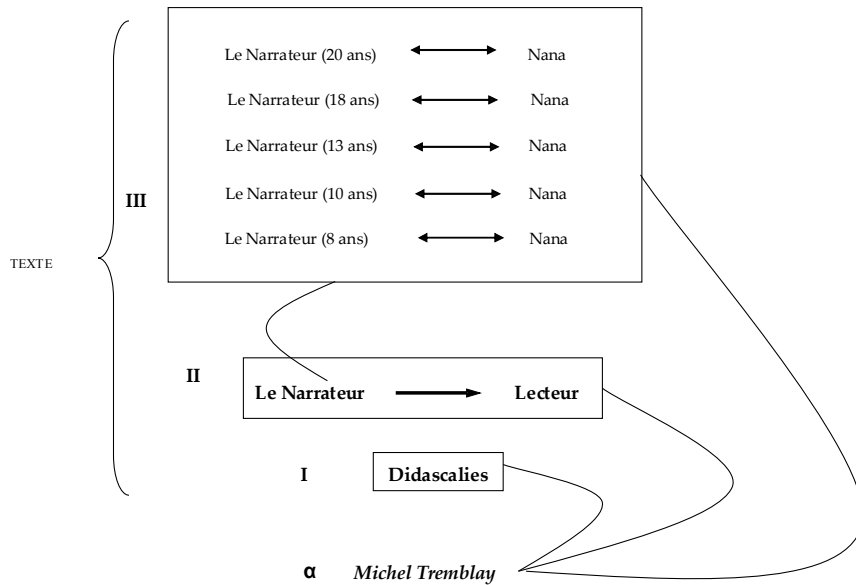 Le Narrateur (20 ans) Nana
Le Narrateur (18 ans) Nana
Le Narrateur (13 ans) Nana
III Le Narrateur (10 ans) Nana
Le Narrateur (8 ans) Nana
TEXTE
II Le Narrateur Lecteur
I Didascalies
α Michel Tremblay